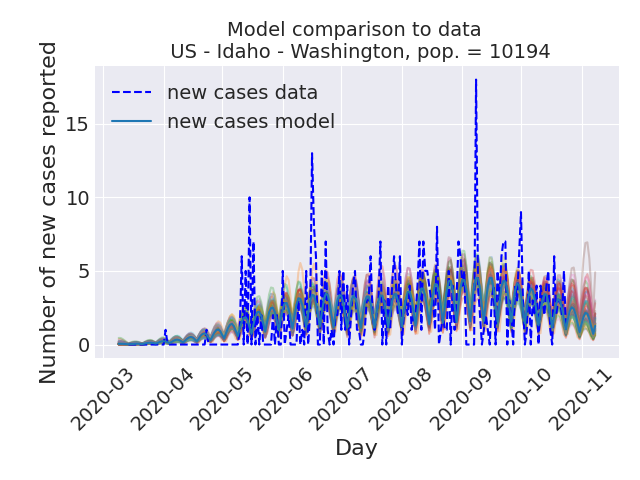 Model comparison to data
US - Idaho - Washington, pop. = 10194
Number of new cases reported
new cases data
new cases model
15
10
5
0
2020-03
2020-04
2020-05
2020-06
2020-07
2020-08
2020-09
2020-10
2020-11
Day